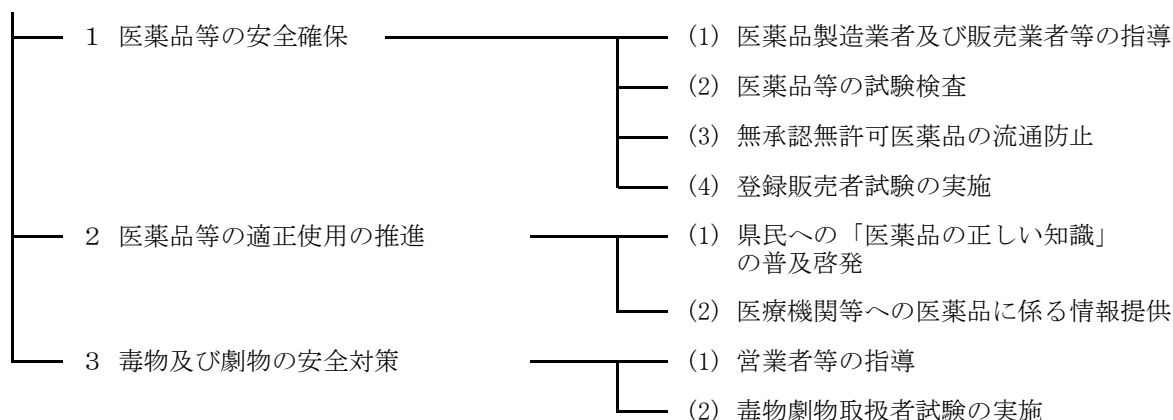 １ 医薬品等の安全確保
(1) 医薬品製造業者及び販売業者等の指導
(2) 医薬品等の試験検査
(3) 無承認無許可医薬品の流通防止
(4) 登録販売者試験の実施
２ 医薬品等の適正使用の推進
(1) 県民への「医薬品の正しい知識」
の普及啓発
(2) 医療機関等への医薬品に係る情報提供
３ 毒物及び劇物の安全対策
(1) 営業者等の指導
(2) 毒物劇物取扱者試験の実施